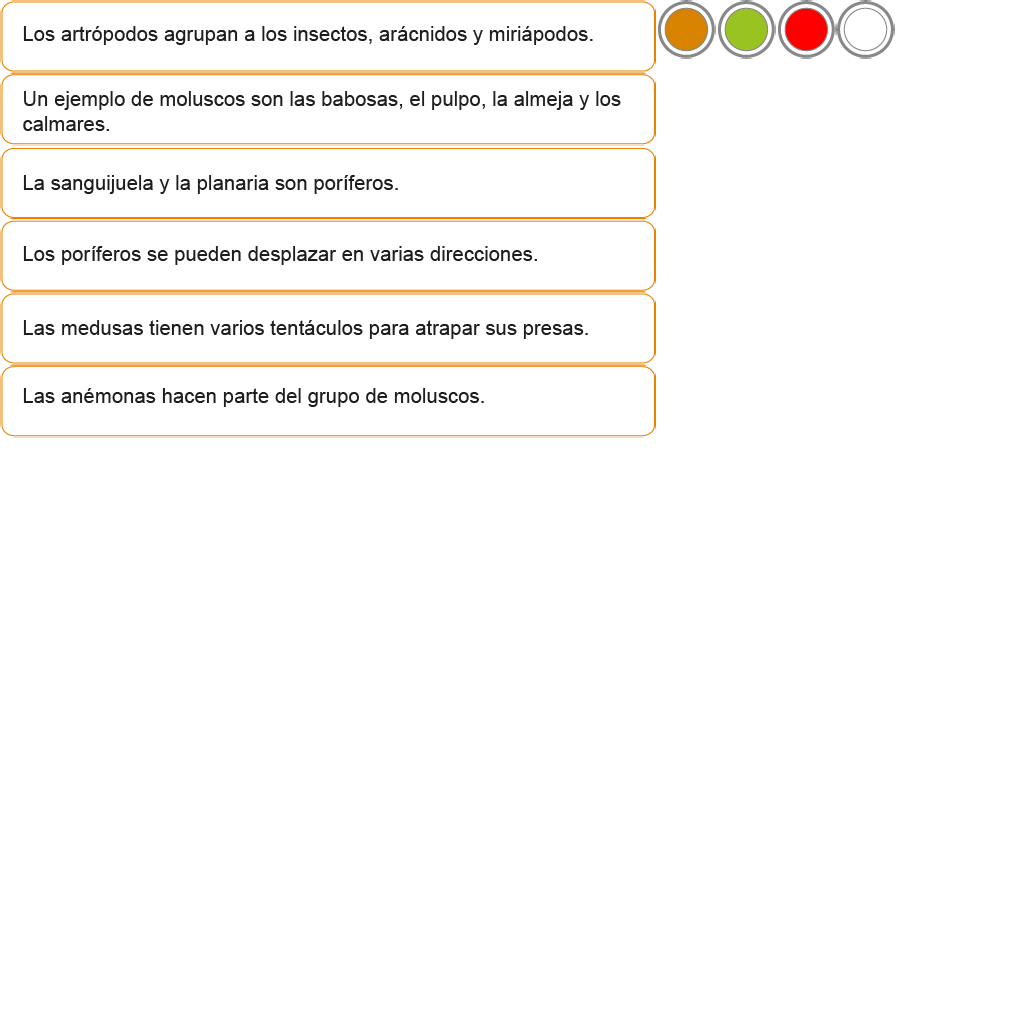 Los artrópodos agrupan a los insectos, arácnidos y miriápodos.
Un ejemplo de moluscos son las babosas, el pulpo, la almeja y los
calmares.
La sanguijuela y la planaria son poríferos.
Los poríferos se pueden desplazar en varias direcciones.
Las medusas tienen varios tentáculos para atrapar sus presas.
Las anémonas hacen parte del grupo de moluscos.